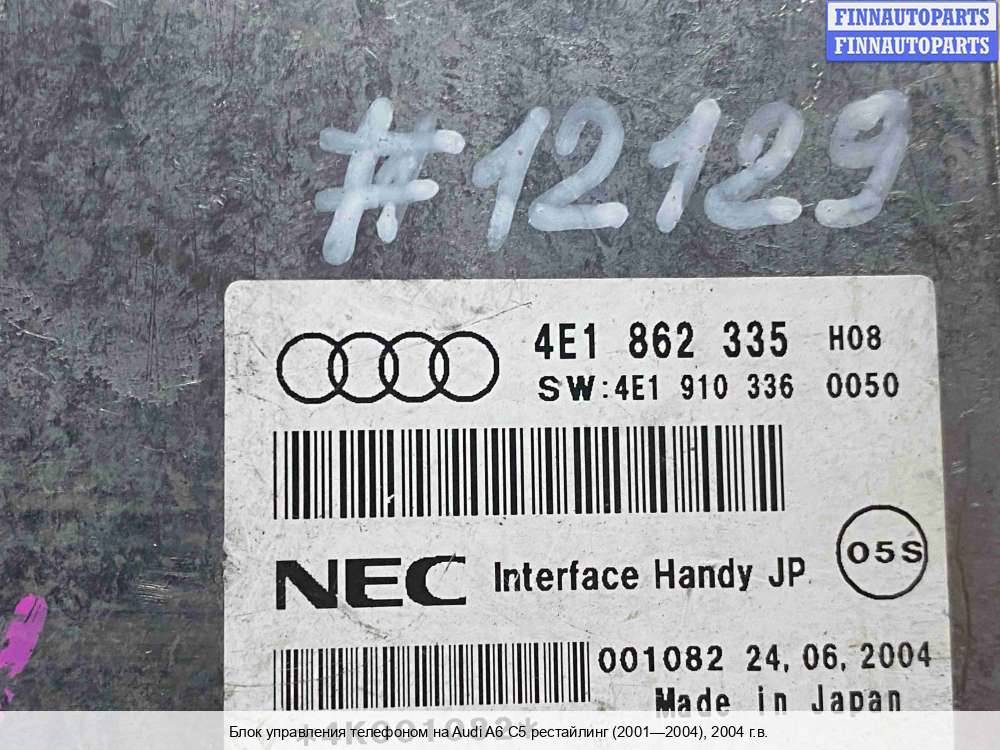 FINNAUTOPARTS
FINNAUTOPARTS
#12129
4E1 862 335 H08
SW:4E1 910 336 0050
NEC Interface Handy JP 05S
001082 24.06.2004
Made in Japan
*4K001082*
Блок управления телефоном на Audi A6 C5 рестайлинг (2001—2004), 2004 г.в.